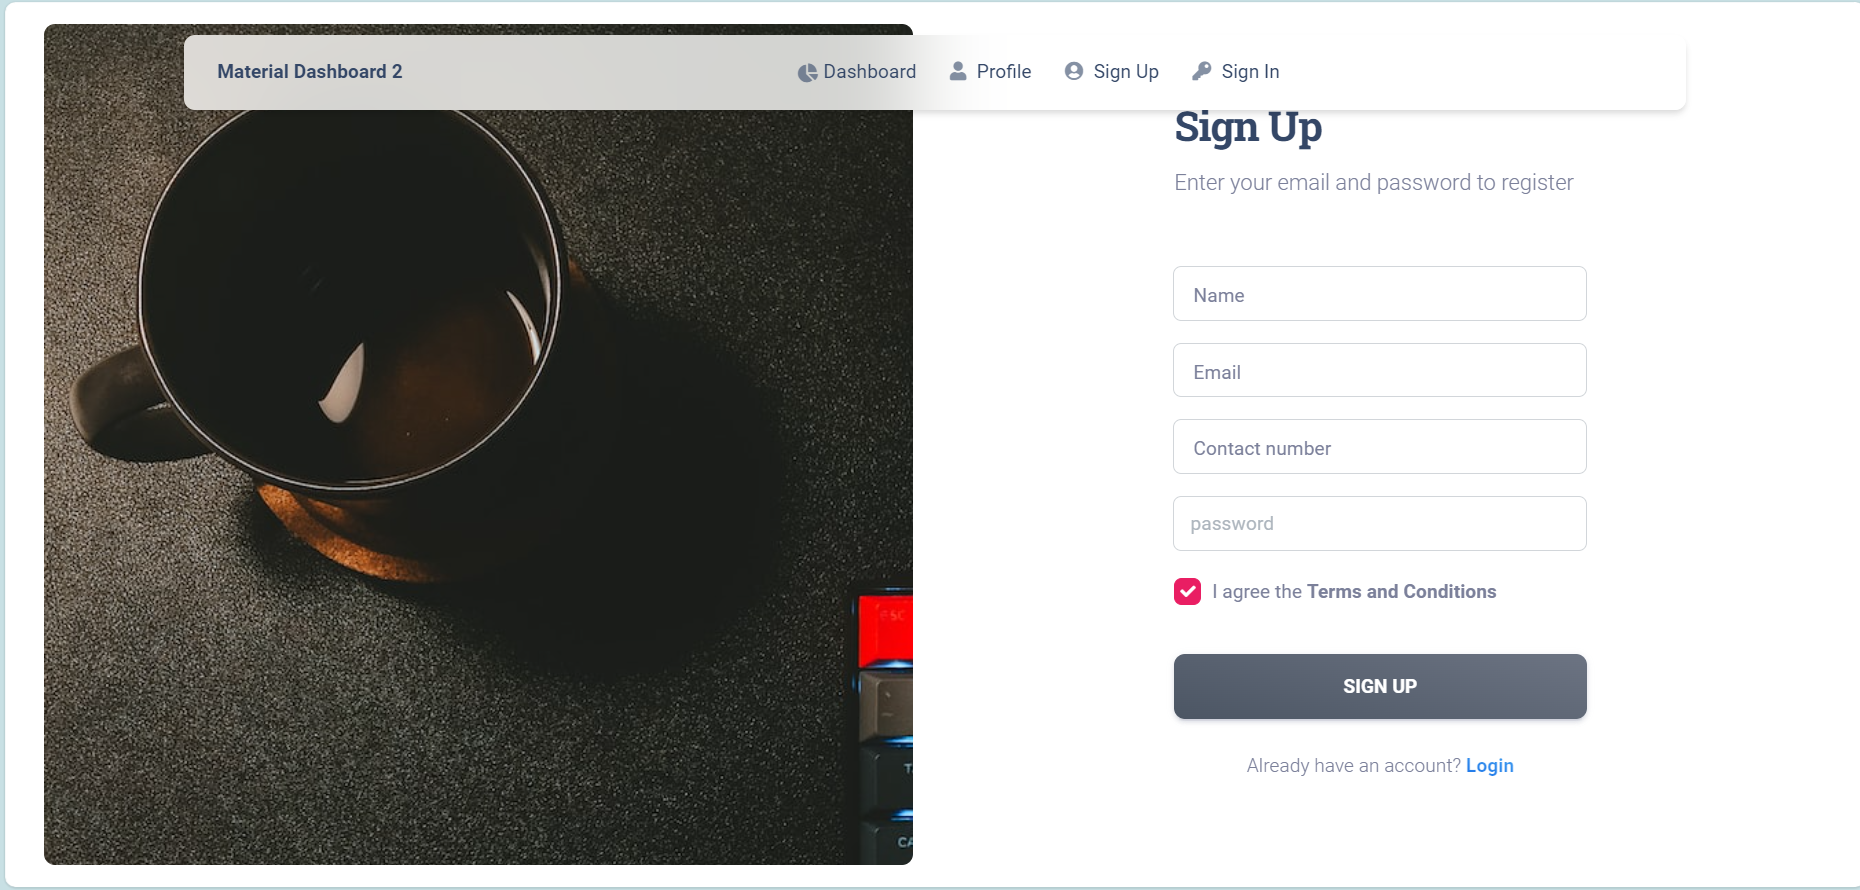 Material Dashboard 2
Dashboard
Profile
Sign Up
Sign In
Sign Up
Enter your email and password to register
Name
Email
Contact number
password
I agree the Terms and Conditions
SIGN UP
Already have an account? Login
esc